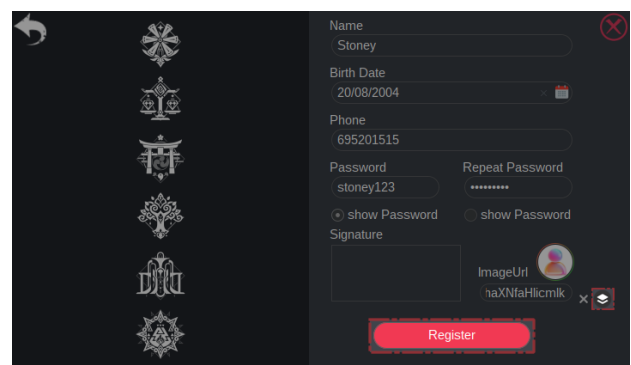 Name
Stoney
Birth Date
20/08/2004
Phone
695201515
Password Repeat Password
stoney123 •••••••••
show Password show Password
Signature
ImageUrl
haXNfaHlicmlk
Register